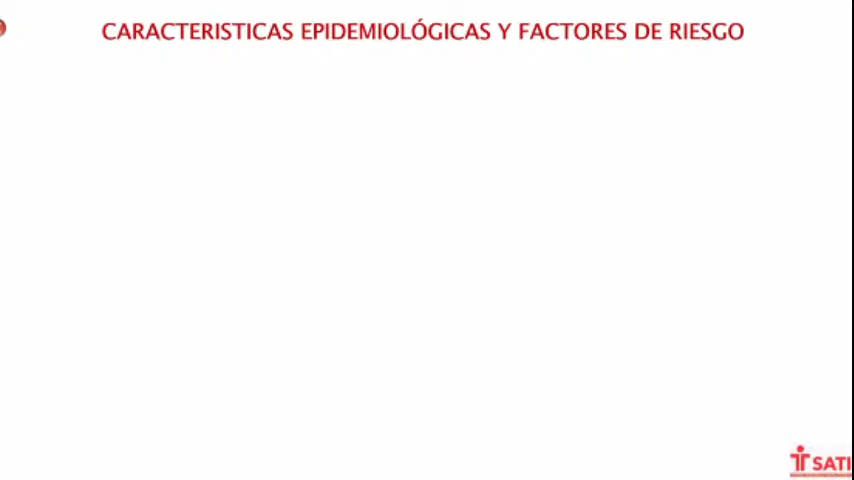 CARACTERISTICAS EPIDEMIOLÓGICAS Y FACTORES DE RIESGO
SATI